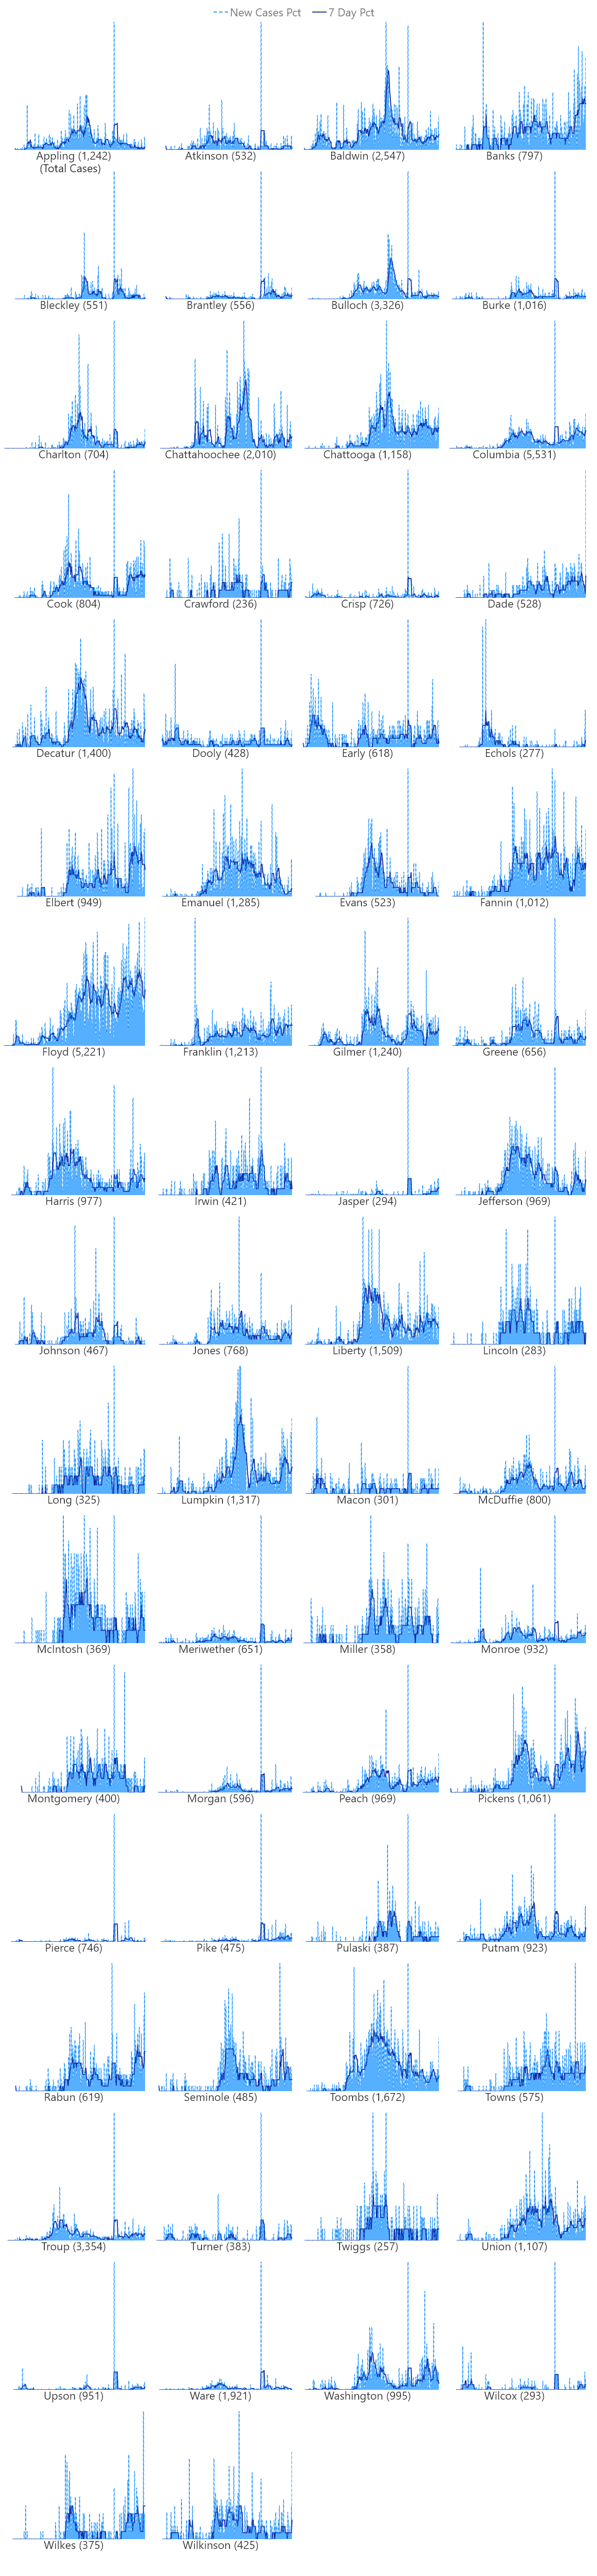 New Cases Pct 7 Day Pct
Appling (1,242) Atkinson (532) Baldwin (2,547) Banks (797)
(Total Cases)
Bleckley (551) Brantley (556) Bulloch (3,326) Burke (1,016)
Charlton (704) Chattahoochee (2,010) Chattooga (1,158) Columbia (5,531)
Cook (804) Crawford (236) Crisp (726) Dade (528)
Decatur (1,400) Dooly (428) Early (618) Echols (277)
Elbert (949) Emanuel (1,285) Evans (523) Fannin (1,012)
Floyd (5,221) Franklin (1,213) Gilmer (1,240) Greene (656)
Harris (977) Irwin (421) Jasper (294) Jefferson (969)
Johnson (467) Jones (768) Liberty (1,509) Lincoln (283)
Long (325) Lumpkin (1,317) Macon (301) McDuffie (800)
McIntosh (369) Meriwether (651) Miller (358) Monroe (932)
Montgomery (400) Morgan (596) Peach (969) Pickens (1,061)
Pierce (746) Pike (475) Pulaski (387) Putnam (923)
Rabun (619) Seminole (485) Toombs (1,672) Towns (575)
Troup (3,354) Turner (383) Twiggs (257) Union (1,107)
Upson (951) Ware (1,921) Washington (995) Wilcox (293)
Wilkes (375) Wilkinson (425)